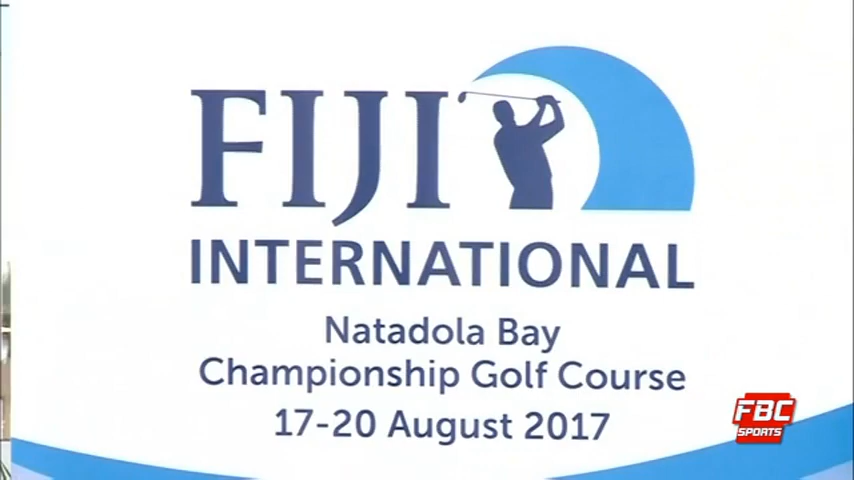 FIJI
INTERNATIONAL
Natadola Bay
Championship Golf Course
17-20 August 2017
FBC
SPORTS